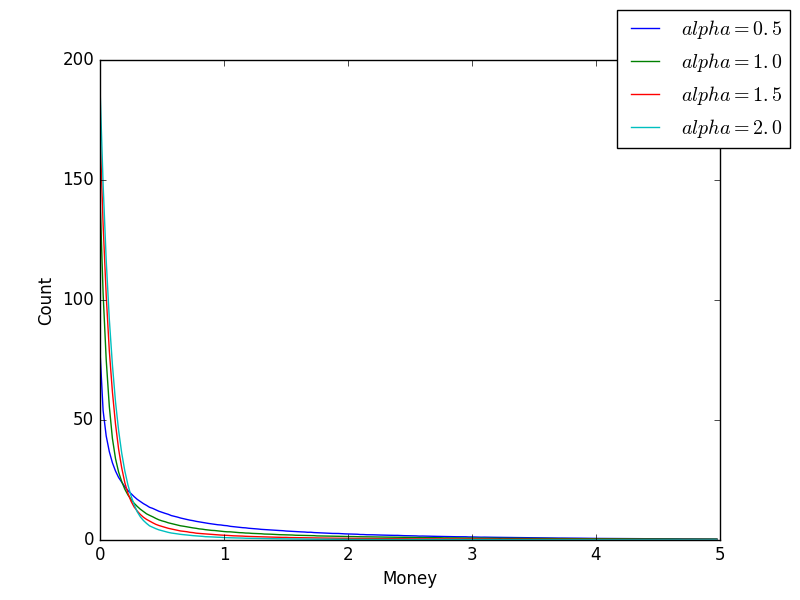 alpha = 0.5
alpha = 1.0
alpha = 1.5
alpha = 2.0
200
150
100
50
0
Count
0 1 2 3 4 5
Money